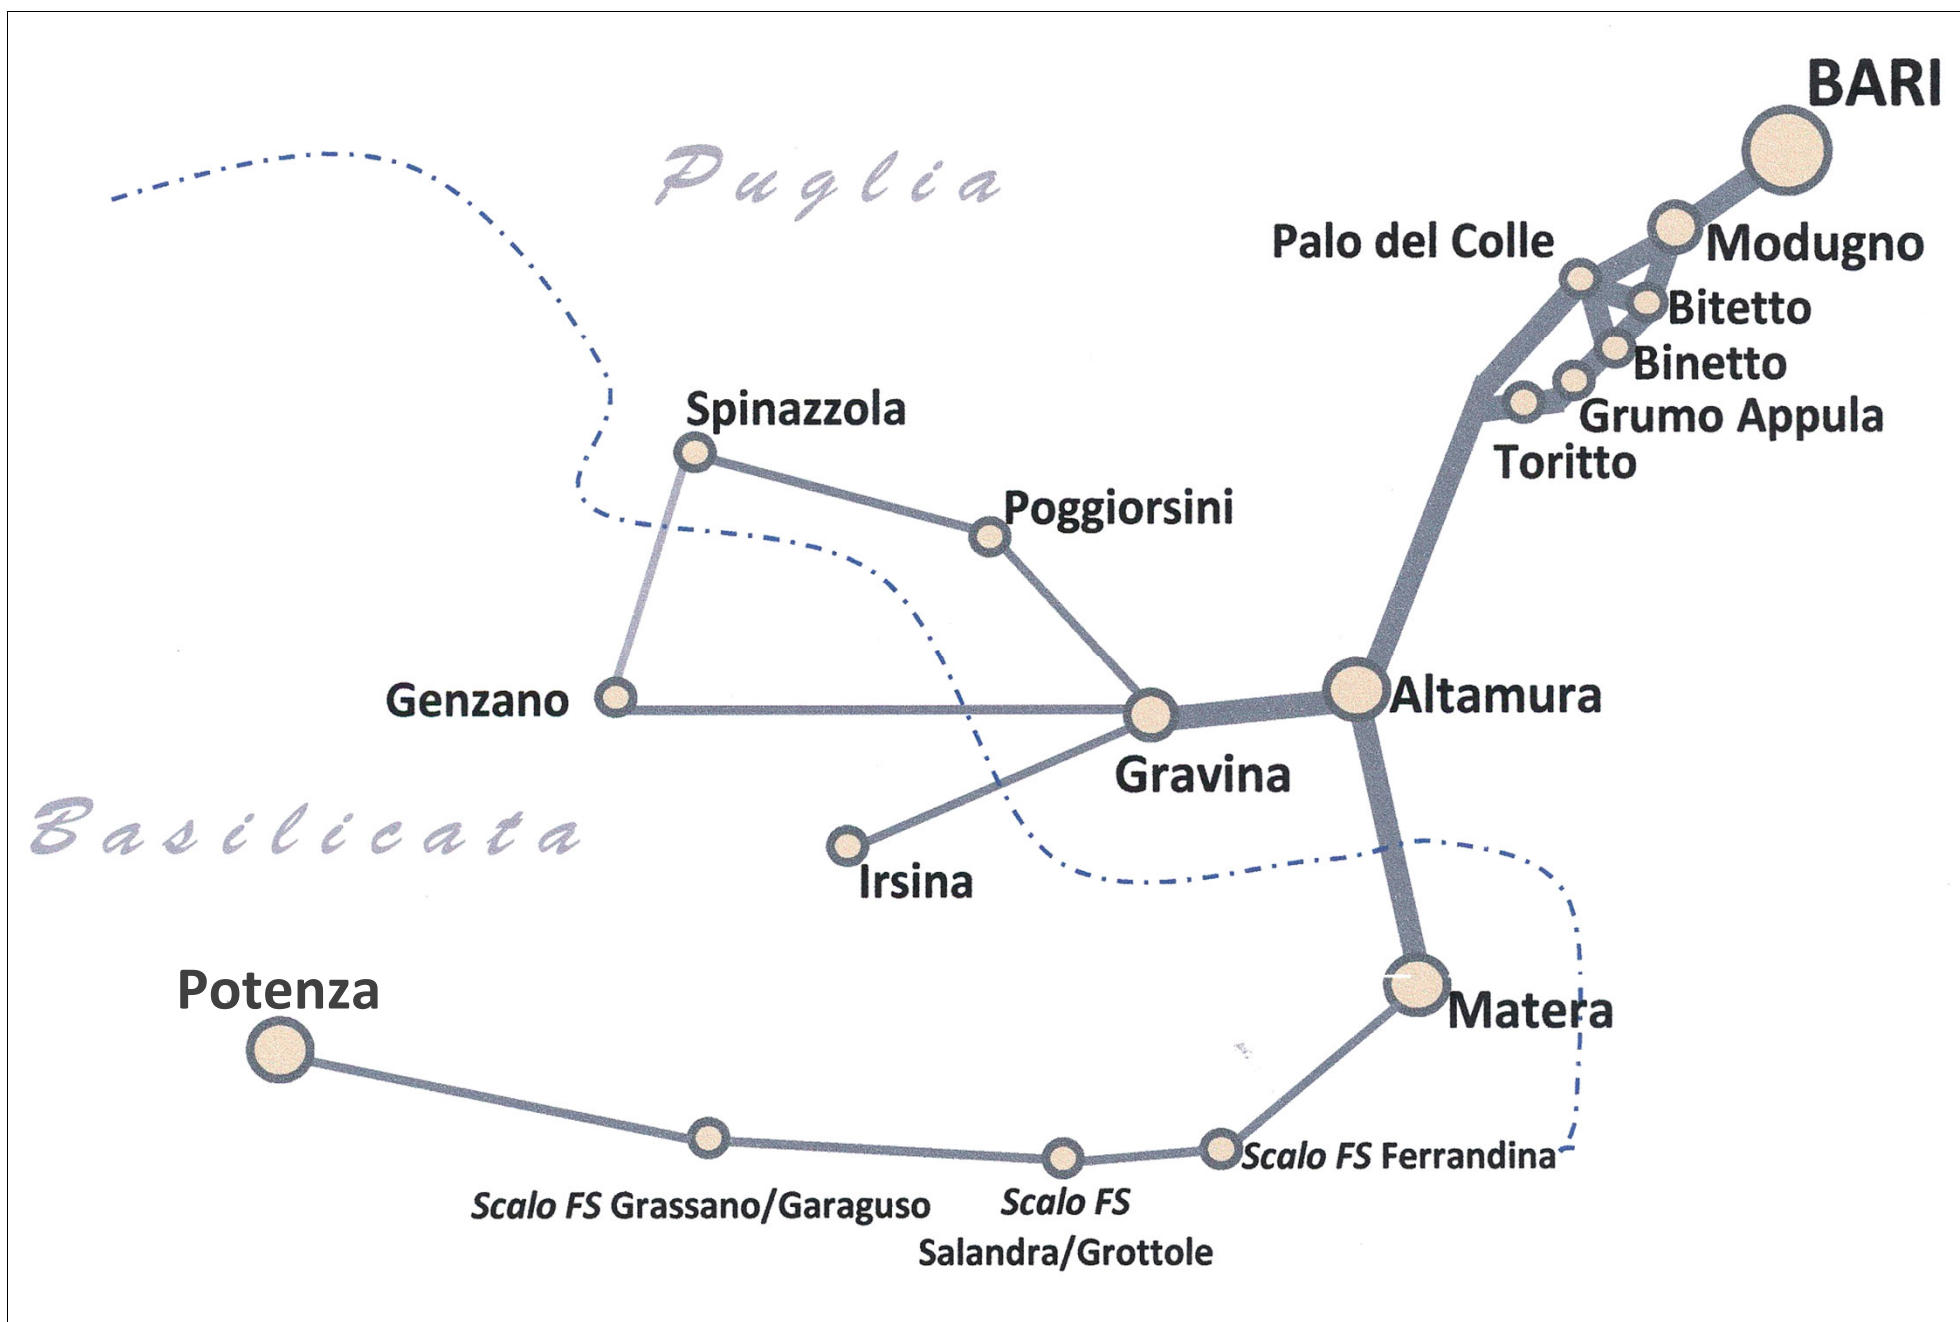 BARI
Puglia
Palo del Colle
Modugno
Bitetto
Binetto
Grumo Appula
Toritto
Spinazzola
Poggiorsini
Genzano
Altamura
Gravina
Basilicata
Irsina
Potenza
Matera
Scalo FS Ferrandina
Scalo FS Grassano/Garaguso
Scalo FS
Salandra/Grottole